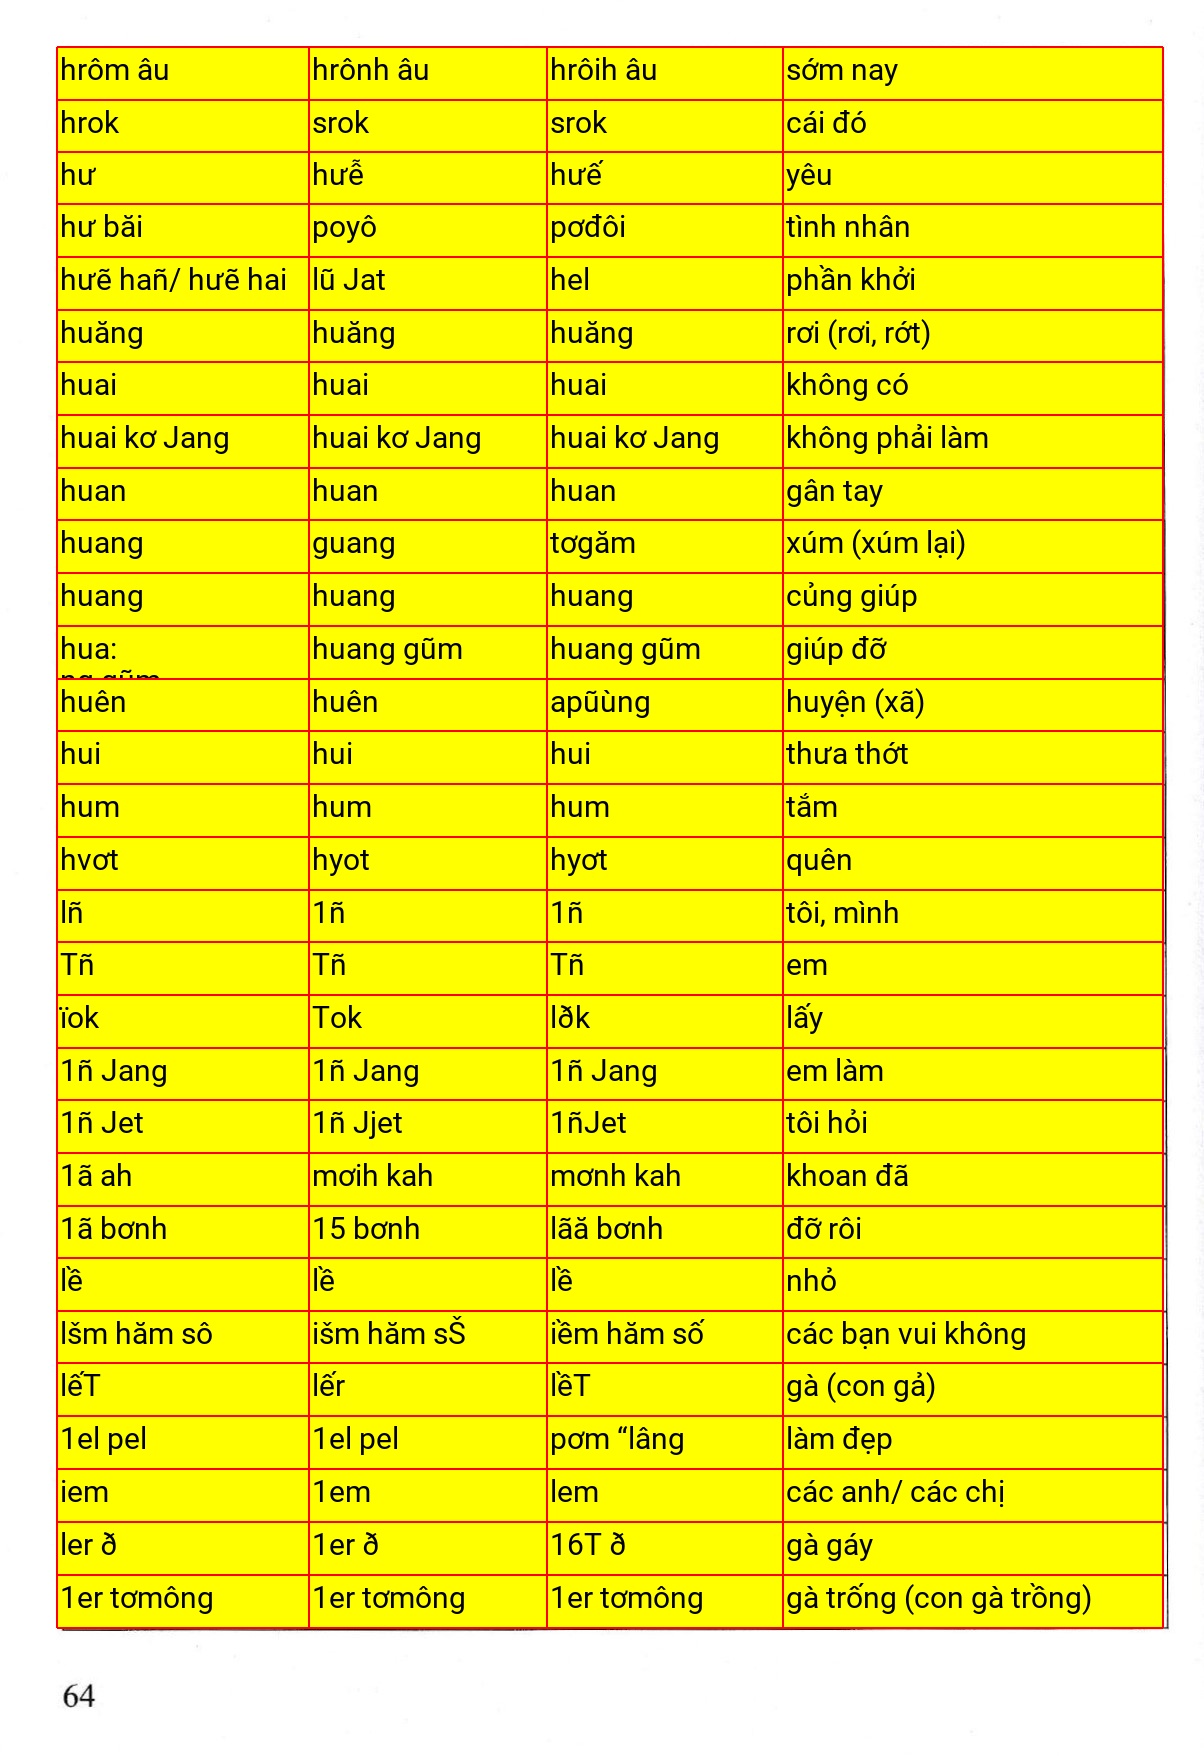 hrôm âu hrônh âu hrôih âu sớm nay
hrok srok srok cái đó
hư huễ huế yêu
hư băi poyô pơđôi tình nhân
huẽ hañ/ huẽ hai lũ Jat hel phần khởi
huăng huăng huăng rơi (rơi, rớt)
huai huai huai không có
huai kơ Jang huai kơ Jang huai kơ Jang không phải làm
huan huan huan gân tay
huang guang tơgăm xúm (xúm lại)
huang huang huang củng giúp
hua: huang gũm huang gũm giúp đỡ
ng gũm
huên huên apũùng huyện (xã)
hui hui hui thưa thớt
hum hum hum tắm
hvơt hyot hyơt quên
lñ 1ñ 1ñ tôi, mình
Tñ Tñ Tñ em
ïok Tok lðk lấy
1ñ Jang 1ñ Jang 1ñ Jang em làm
1ñ Jet 1ñ Jjet 1ñJet tôi hỏi
1ã ah mơih kah mơnh kah khoan đã
1ã bơnh 15 bơnh lãă bơnh đỡ rôi
lề lề lề nhỏ
lšm hăm sô išm hăm sŠ iềm hăm số các bạn vui không
lếT lếr lềT gà (con gả)
1el pel 1el pel pơm “lâng làm đẹp
iem 1em lem các anh/ các chị
ler ð 1er ð 16T ð gà gáy
1er tơmông 1er tơmông 1er tơmông gà trống (con gà trồng)
64